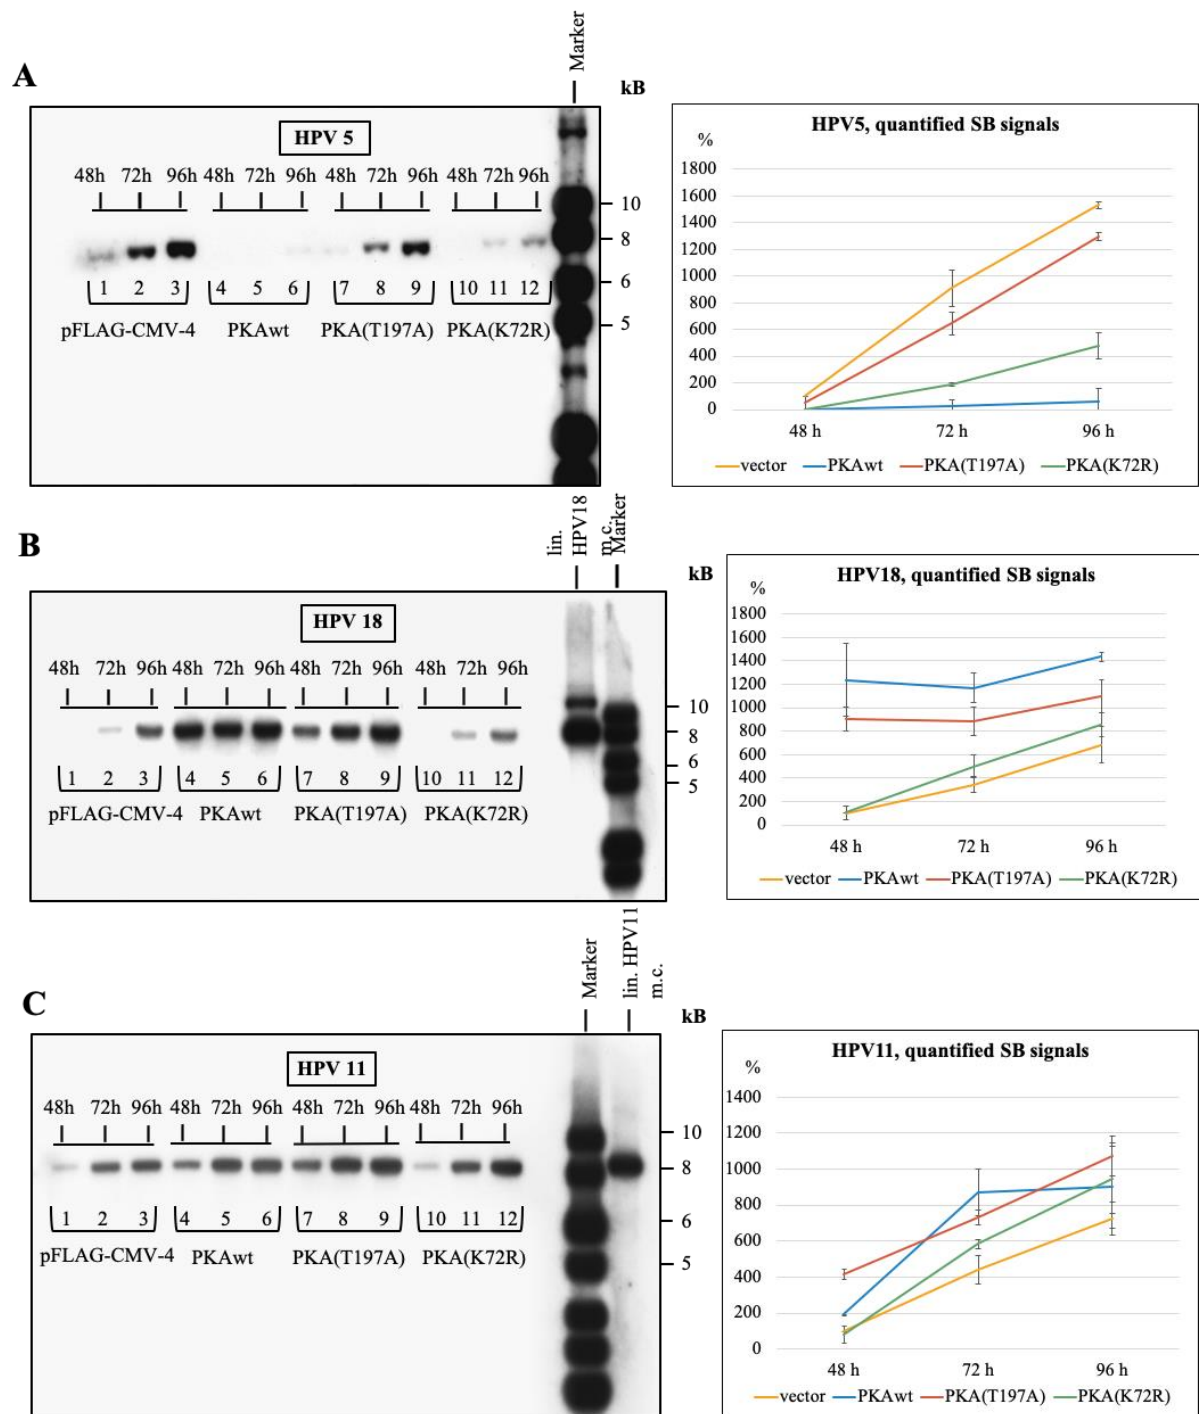 A
Marker
kB
HPV 5
48h 72h 96h 48h 72h 96h 48h 72h 96h 48h 72h 96h
10
8
6
5
1 2 3 4 5 6 7 8 9 10 11 12
pFLAG-CMV-4 PKAwt PKA(T197A) PKA(K72R)
HPV5, quantified SB signals
%
1800
1600
1400
1200
1000
800
600
400
200
0
48 h 72 h 96 h
vector PKAwt PKA(T197A) PKA(K72R)
B
lin.
HPV18
m.c.
Marker
kB
HPV 18
48h 72h 96h 48h 72h 96h 48h 72h 96h 48h 72h 96h
10
8
6
5
1 2 3 4 5 6 7 8 9 10 11 12
pFLAG-CMV-4 PKAwt PKA(T197A) PKA(K72R)
HPV18, quantified SB signals
%
1800
1600
1400
1200
1000
800
600
400
200
0
48 h 72 h 96 h
vector PKAwt PKA(T197A) PKA(K72R)
C
Marker
lin. HPV11
m.c.
kB
HPV 11
48h 72h 96h 48h 72h 96h 48h 72h 96h 48h 72h 96h
10
8
6
5
1 2 3 4 5 6 7 8 9 10 11 12
pFLAG-CMV-4 PKAwt PKA(T197A) PKA(K72R)
HPV11, quantified SB signals
%
1400
1200
1000
800
600
400
200
0
48 h 72 h 96 h
vector PKAwt PKA(T197A) PKA(K72R)